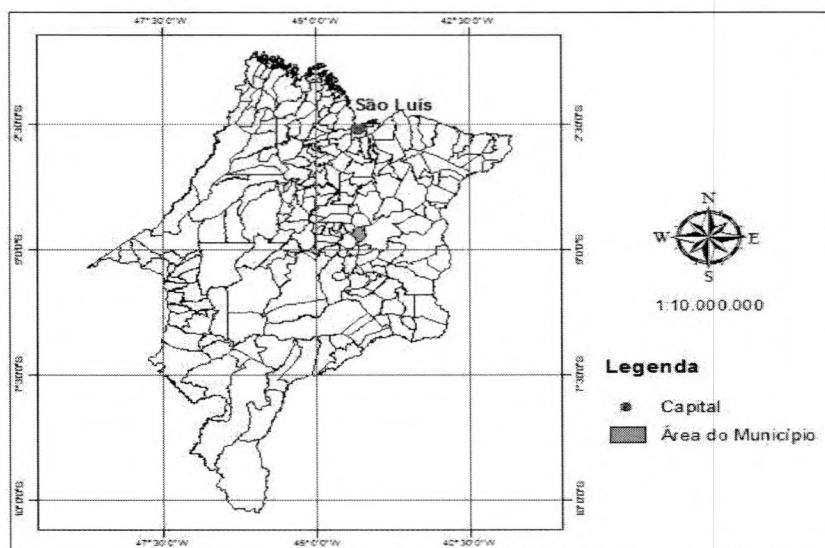 47°30'0"W 45°0'0"W 42°30'0"W
São Luís
2°30'0"S 2°30'0"S
5°0'0"S 5°0'0"S
7°30'0"S 7°30'0"S
10°0'0"S 10°0'0"S
47°30'0"W 45°0'0"W 42°30'0"W
N
W E
S
1:10.000.000
Legenda
Capital
Área do Município